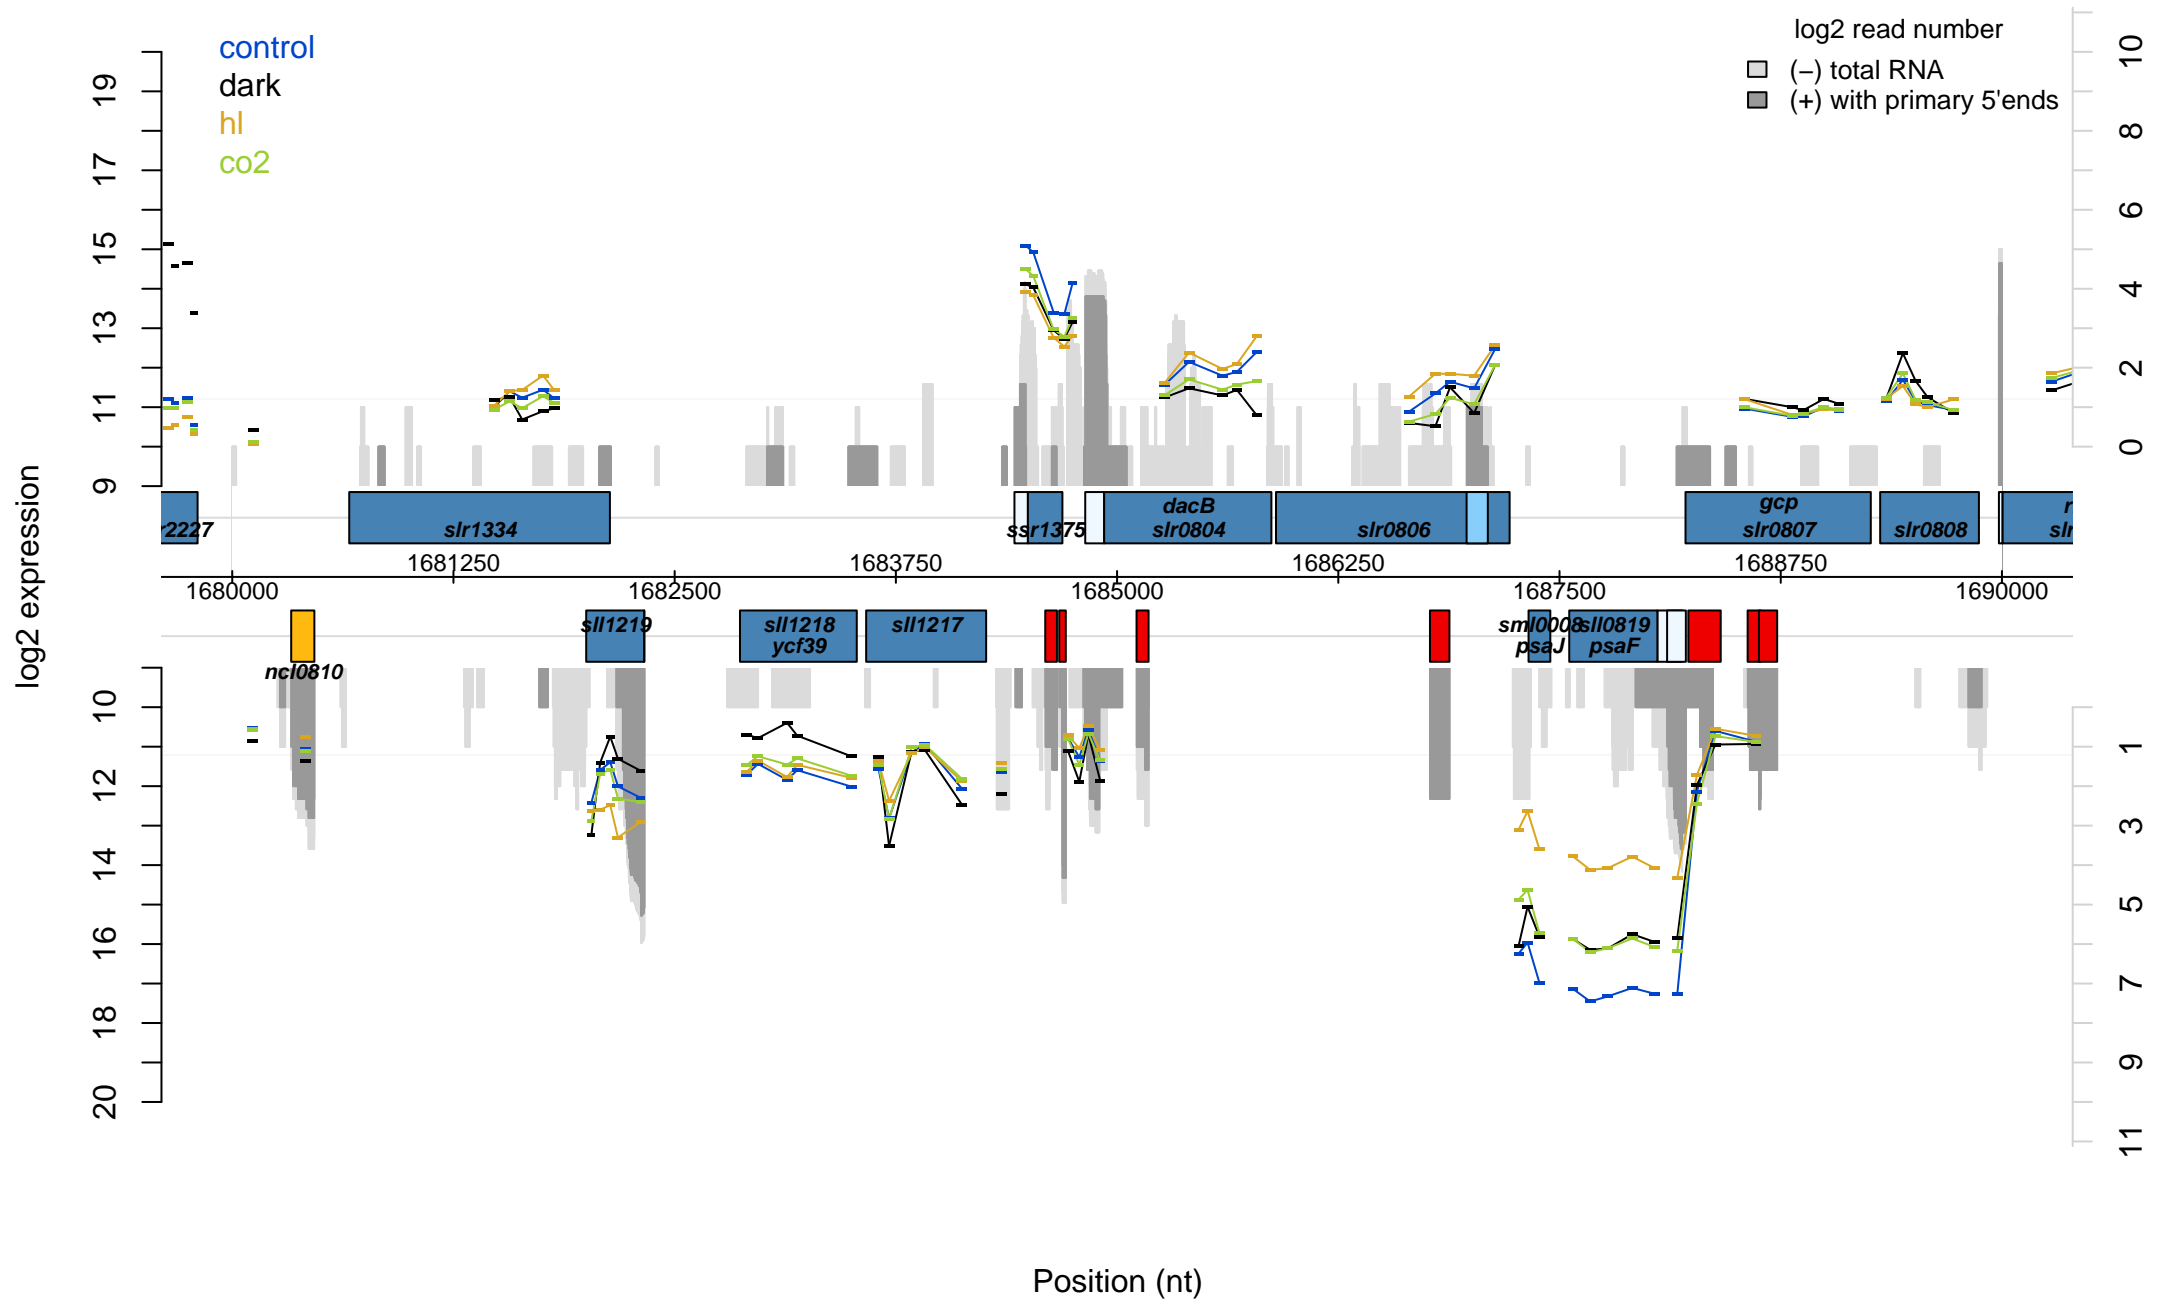 control
dark
hl
co2
log2 read number
(−) total RNA
(+) with primary 5'ends
19
17
15
13
11
9
10
8
6
4
2
0
log2 expression
r2227
slr1334
ssr1375
dacB
slr0804
slr0806
gcp
slr0807
slr0808
r
slr
1681250
1683750
1686250
1688750
1680000
1682500
1685000
1687500
1690000
ncl0810
sll1219
sll1218
ycf39
sll1217
sml0008
psaJ
sll0819
psaF
10
12
14
16
18
20
1
3
5
7
9
11
Position (nt)